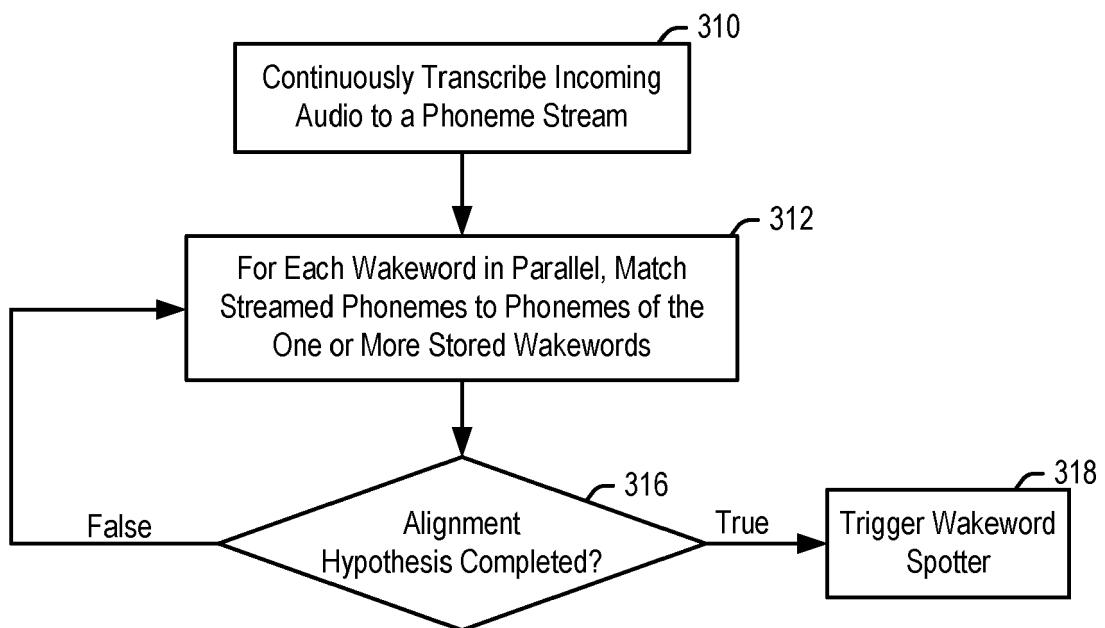 310
Continuously Transcribe Incoming
Audio to a Phoneme Stream
312
For Each Wakeword in Parallel, Match
Streamed Phonemes to Phonemes of the
One or More Stored Wakewords
316
Alignment
Hypothesis Completed?
False
True
318
Trigger Wakeword
Spotter